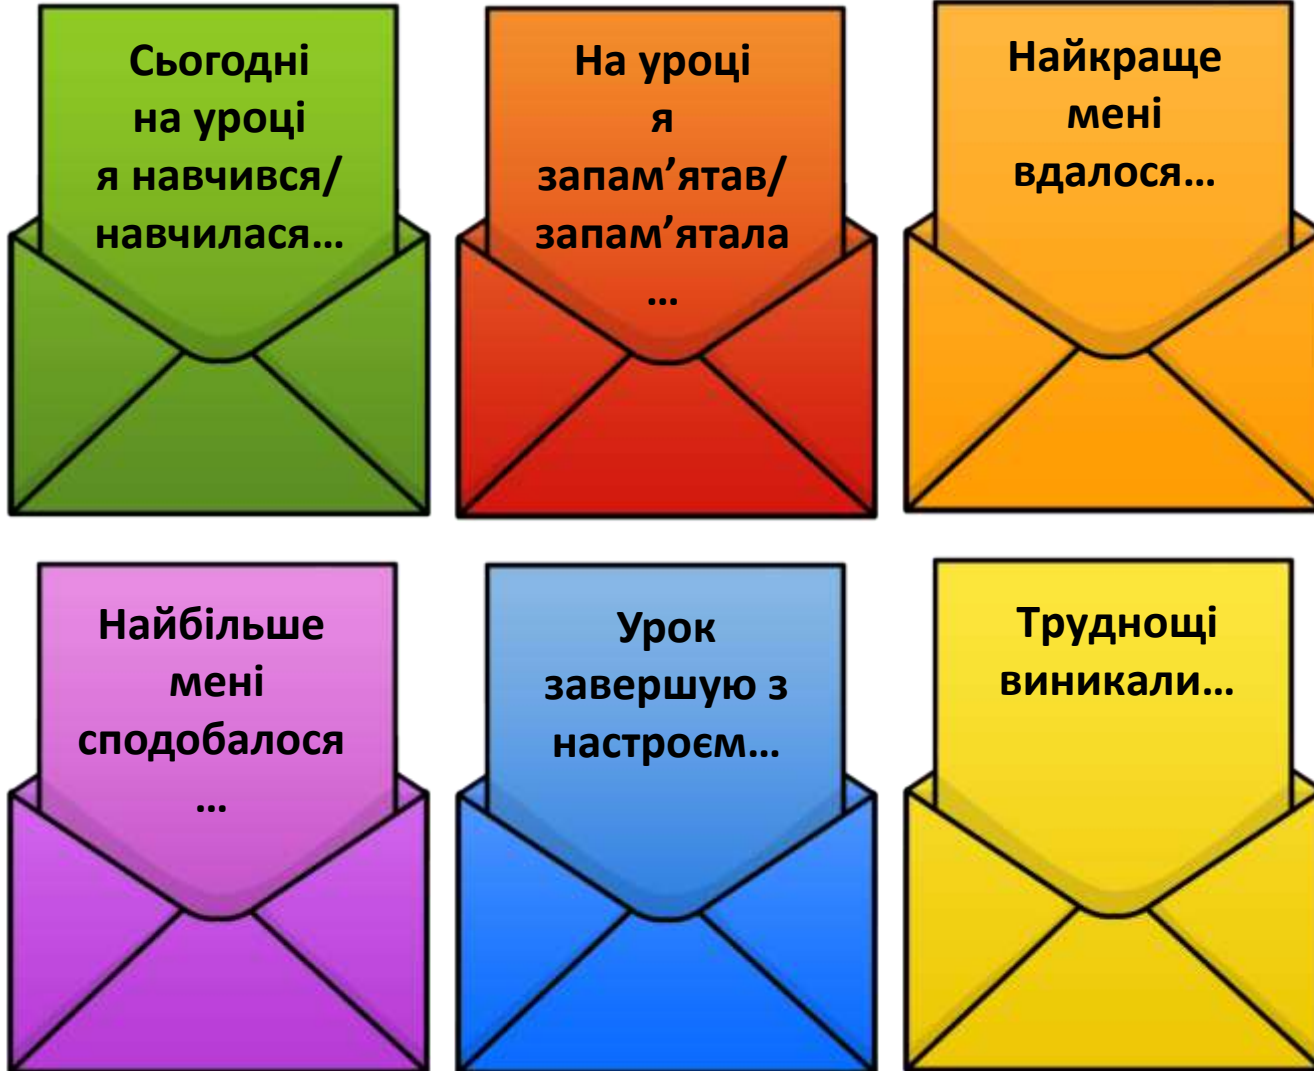 Сьогодні
на уроці
я навчився/
навчилася…
На уроці
я
запам’ятав/
запам’ятала
…
Найкраще
мені
вдалося…
Найбільше
мені
сподобалося
…
Урок
завершую з
настроєм…
Труднощі
виникали…